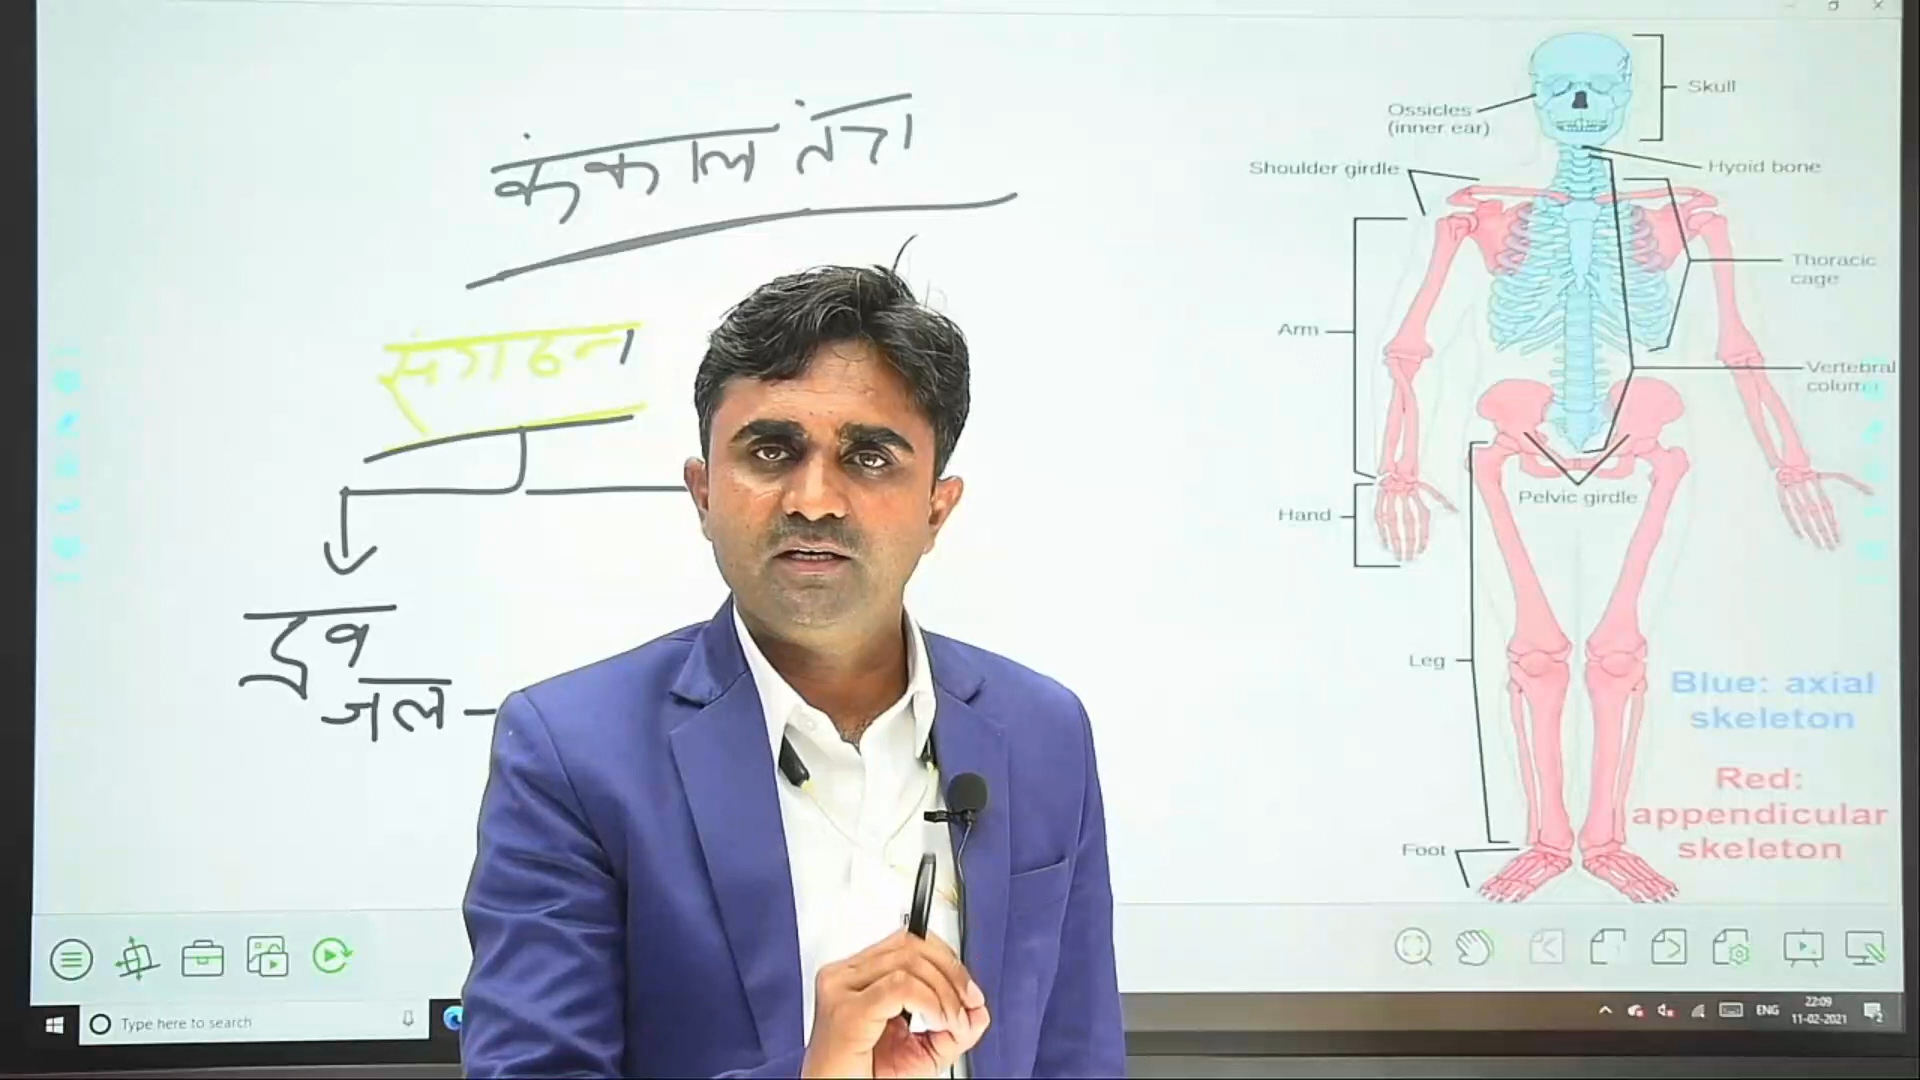 कंकाल तंत्र
संगठन
द्रव
जल –
Skull
Ossicles
(inner ear)
Shoulder girdle
Hyoid bone
Thoracic
cage
Arm
Vertebral
column
Pelvic girdle
Hand
Leg
Blue: axial
skeleton
Red:
appendicular
skeleton
Foot
Type here to search
ENG
22:09
11-02-2021
2